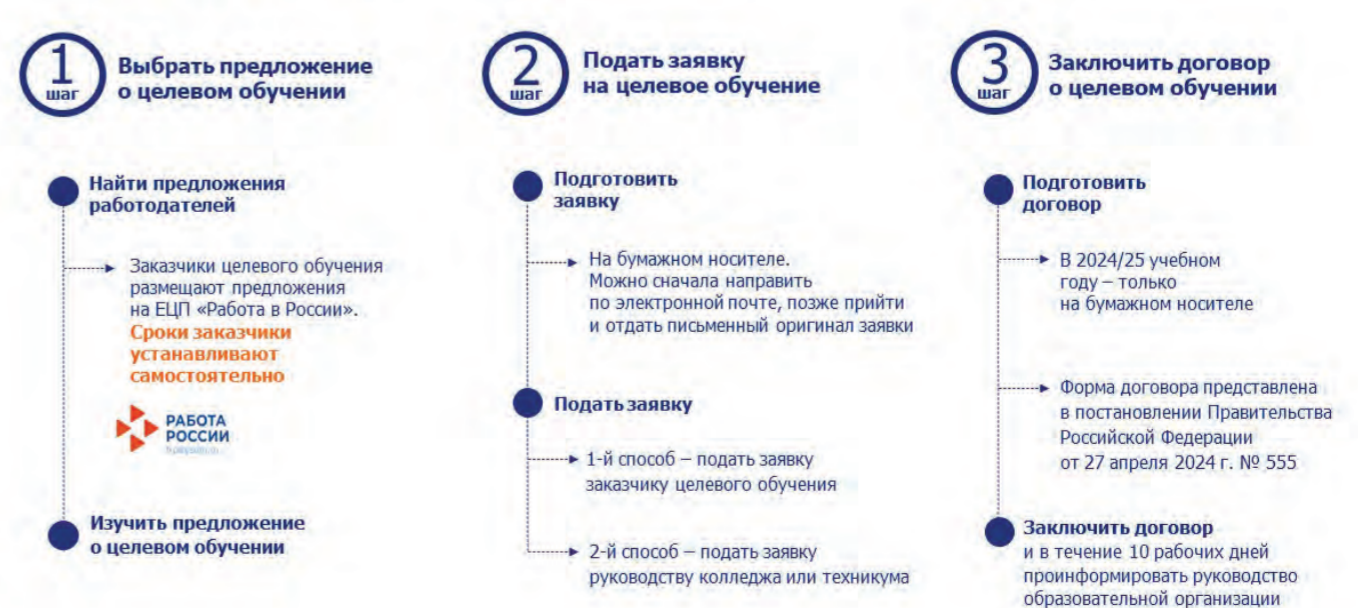 1
шаг
Выбрать предложение
о целевом обучении
Найти предложения
работодателей
Заказчики целевого обучения
размещают предложения
на ЕЦП «Работа в России».
Сроки заказчики
устанавливают
самостоятельно
РАБОТА
РОССИИ
Изучить предложение
о целевом обучении
2
шаг
Подать заявку
на целевое обучение
Подготовить
заявку
На бумажном носителе.
Можно сначала направить
по электронной почте, позже прийти
и отдать письменный оригинал заявки
Подать заявку
1-й способ – подать заявку
заказчику целевого обучения
2-й способ – подать заявку
руководству колледжа или техникума
3
шаг
Заключить договор
о целевом обучении
Подготовить
договор
В 2024/25 учебном
году – только
на бумажном носителе
Форма договора представлена
в постановлении Правительства
Российской Федерации
от 27 апреля 2024 г. № 555
Заключить договор
и в течение 10 рабочих дней
проинформировать руководство
образовательной организации